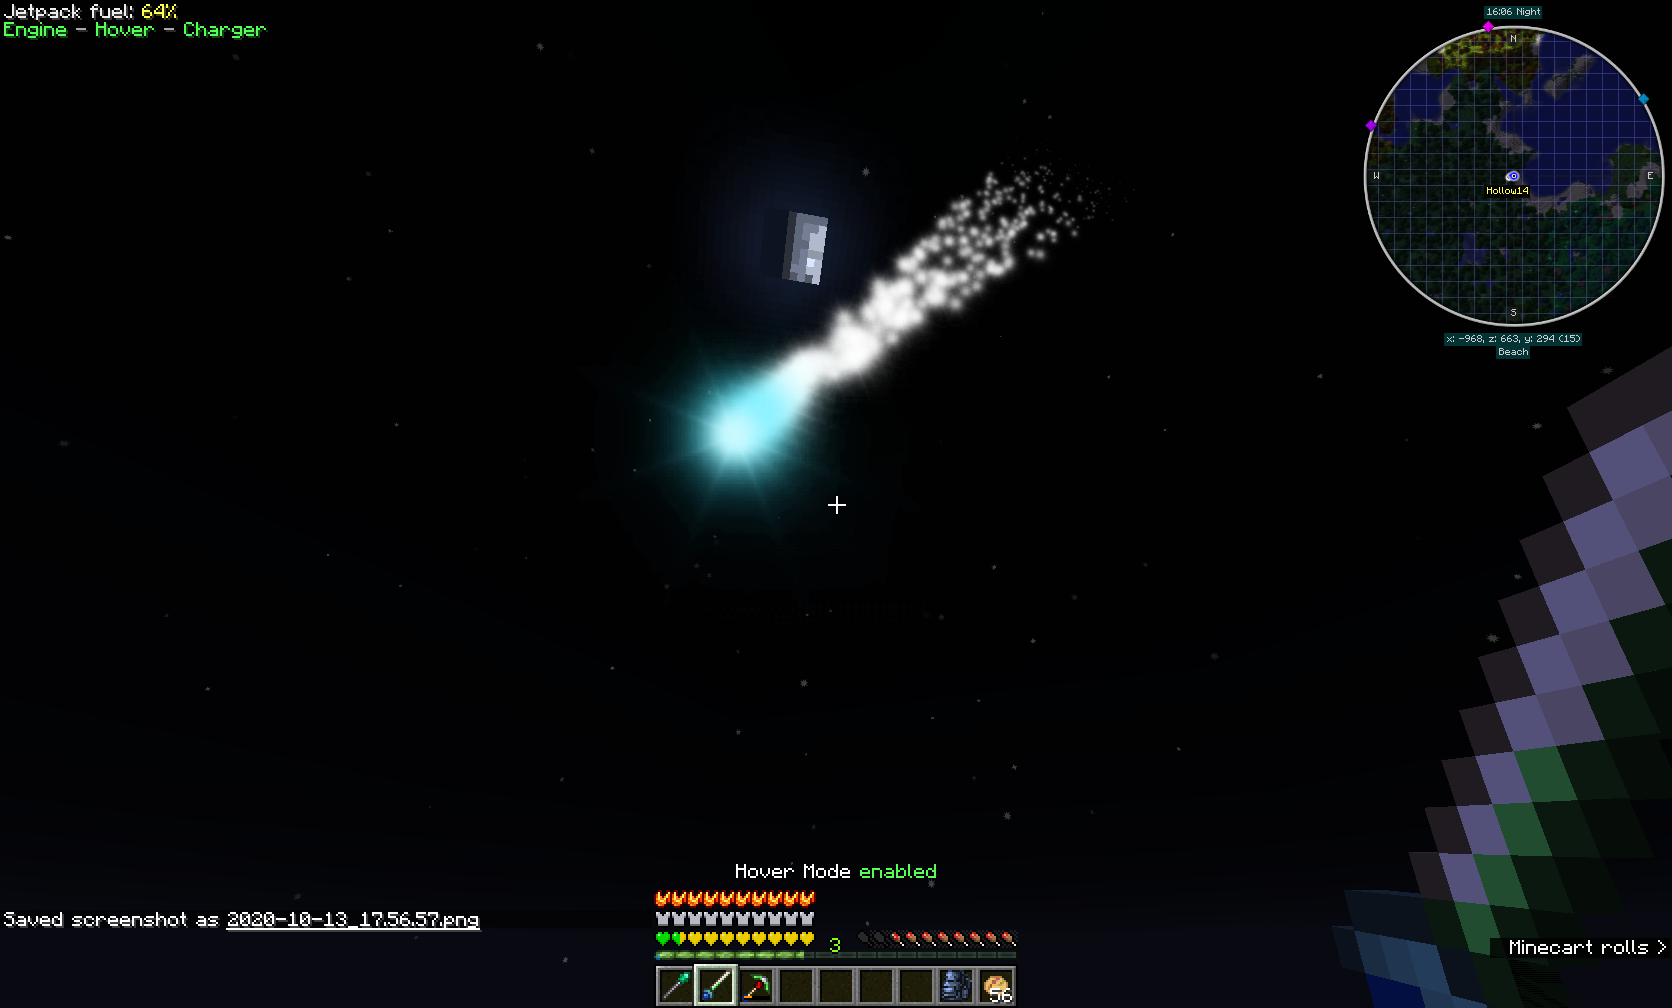 Jetpack fuel: 64%
Engine - Hover - Charger
16:06 Night
N
W
E
Hollow14
S
x: -968, z: 663, y: 294 (15)
Beach
Hover Mode enabled
Saved screenshot as 2020-10-13_17.56.57.png
3
Minecart rolls >
56